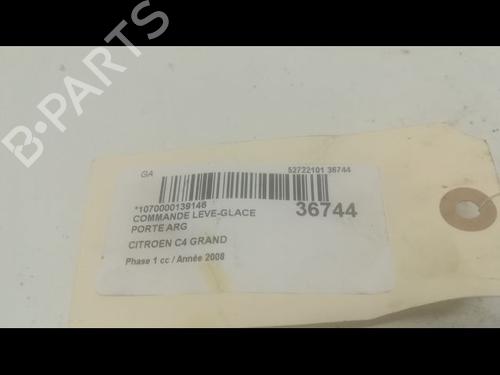 GA
52722101 36744
*1070000139146
COMMANDE LEVE-GLACE
36744
PORTE ARG
CITROEN C4 GRAND
Phase 1 cc / Année 2008
B PARTS